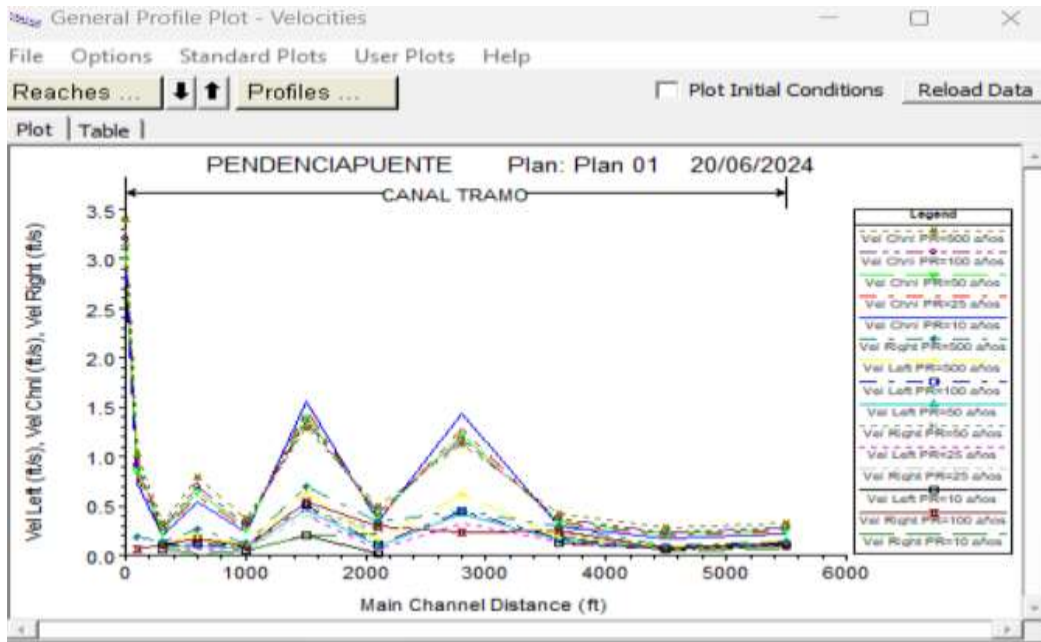 General Profile Plot - Velocities
File Options Standard Plots User Plots Help
Reaches ... Profiles ... Plot Initial Conditions Reload Data
Plot Table
PENDENCIAPUENTE Plan: Plan 01 20/06/2024
CANAL TRAMO
Vel Left (ft/s), Vel Chnl (ft/s), Vel Right (ft/s)
3.5
3.0
2.5
2.0
1.5
1.0
0.5
0.0
0 1000 2000 3000 4000 5000 6000
Main Channel Distance (ft)
Legend
Vel Chnl PR=500 años
Vel Chnl PR=100 años
Vel Chnl PR=50 años
Vel Chnl PR=25 años
Vel Chnl PR=10 años
Vel Right PR=500 años
Vel Left PR=500 años
Vel Left PR=100 años
Vel Left PR=50 años
Vel Right PR=50 años
Vel Left PR=25 años
Vel Right PR=25 años
Vel Left PR=10 años
Vel Right PR=100 años
Vel Right PR=10 años